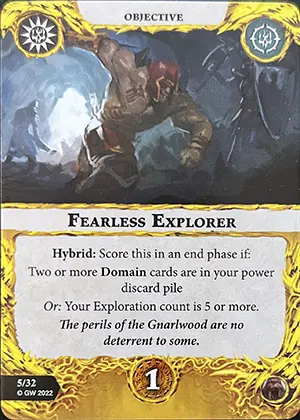 OBJECTIVE
FEARLESS EXPLORER
Hybrid: Score this in an end phase if:
Two or more Domain cards are in your power
discard pile
Or: Your Exploration count is 5 or more.
The perils of the Gnarlwood are no
deterrent to some.
5/32
© GW 2022
1